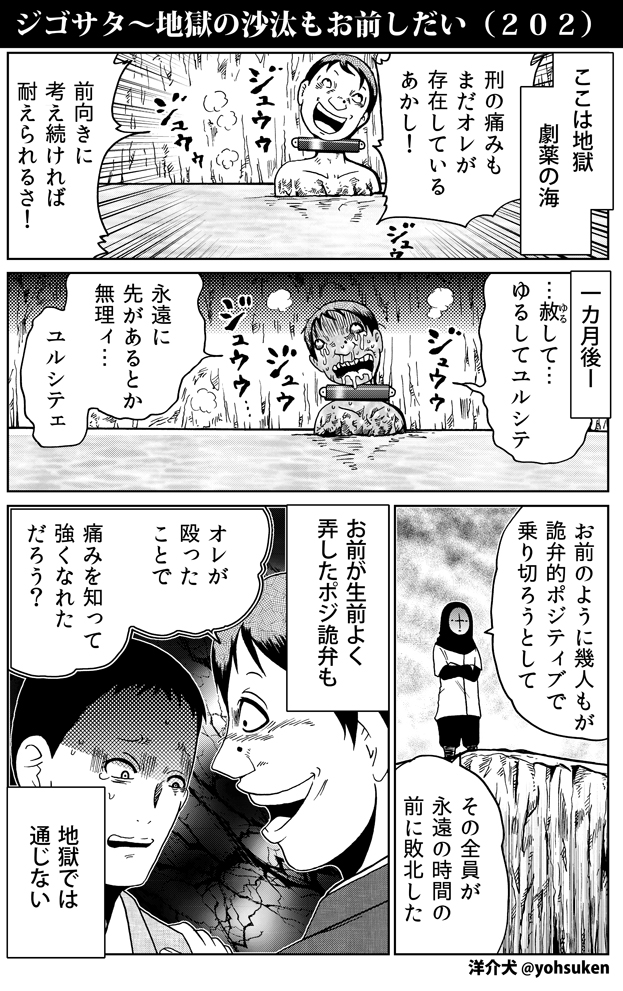 ジゴサタ～地獄の沙汰もお前しだい（２０２）
ここは地獄
劇薬の海
刑の痛みも
まだオレが
存在している
あかし！
前向きに
考え続ければ
耐えられるさ！
ジュウゥ
ジュウゥ
ジュウゥ
ジュウ
一カ月後ー
…赦して…
ゆる
ゆるしてユルシテ
永遠に
先があるとか
無理ィ…
ユルシテェ
ジュウゥ
ジュウ
ジュウゥゥ…
お前のように幾人もが
詭弁的ポジティブで
乗り切ろうとして
その全員が
永遠の時間の
前に敗北した
お前が生前よく
弄したポジ詭弁も
オレが
殴った
ことで
痛みを知って
強くなれた
だろう？
地獄では
通じない
洋介犬 @yohsuken